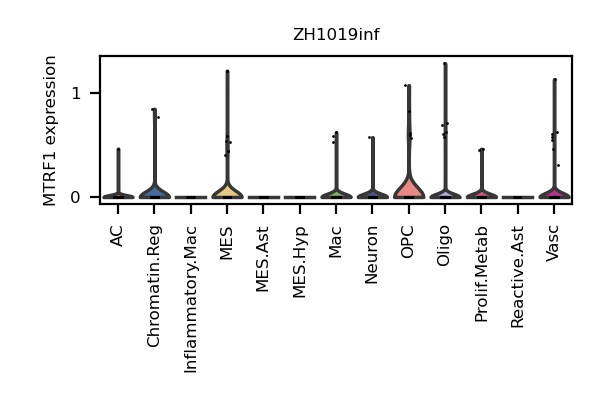 ZH1019inf
MTRF1 expression
1
0
AC
Chromatin.Reg
Inflammatory.Mac
MES
MES.Ast
MES.Hyp
Mac
Neuron
OPC
Oligo
Prolif.Metab
Reactive.Ast
Vasc